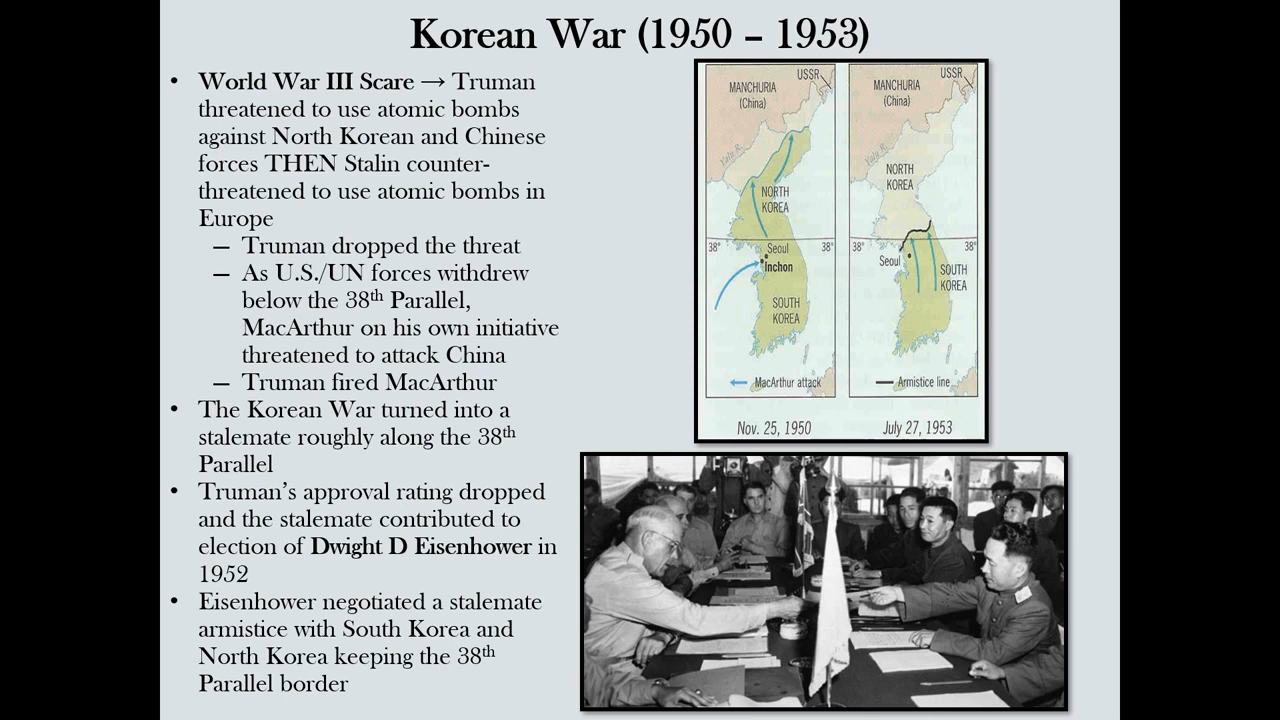 Korean War (1950 – 1953)
• World War III Scare → Truman
threatened to use atomic bombs
against North Korean and Chinese
forces THEN Stalin counter-
threatened to use atomic bombs in
Europe
– Truman dropped the threat
– As U.S./UN forces withdrew
below the 38th Parallel,
MacArthur on his own initiative
threatened to attack China
– Truman fired MacArthur
• The Korean War turned into a
stalemate roughly along the 38th
Parallel
• Truman's approval rating dropped
and the stalemate contributed to
election of Dwight D Eisenhower in
1952
• Eisenhower negotiated a stalemate
armistice with South Korea and
North Korea keeping the 38th
Parallel border
USSR
MANCHURIA
(China)
Yalu R.
NORTH
KOREA
38°
38°
Seoul
Inchon
SOUTH
KOREA
MacArthur attack
Nov. 25, 1950
USSR
MANCHURIA
(China)
Yalu R.
NORTH
KOREA
38°
38°
Seoul
SOUTH
KOREA
Armistice line
July 27, 1953